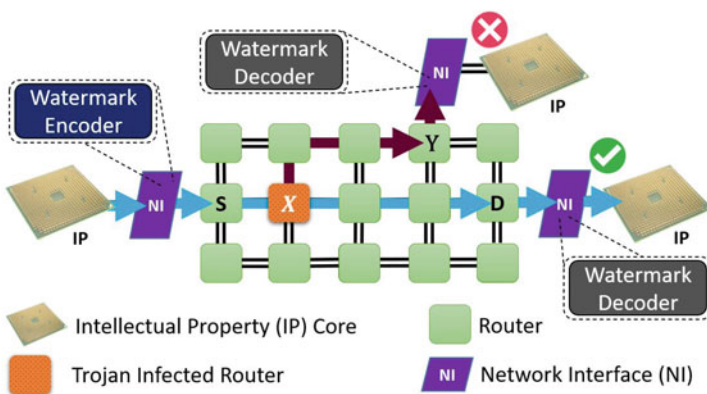 Watermark
Decoder
NI
IP
Watermark
Encoder
Y
IP
NI
S
X
D
NI
IP
Watermark
Decoder
Intellectual Property (IP) Core
Router
Trojan Infected Router
NI
Network Interface (NI)